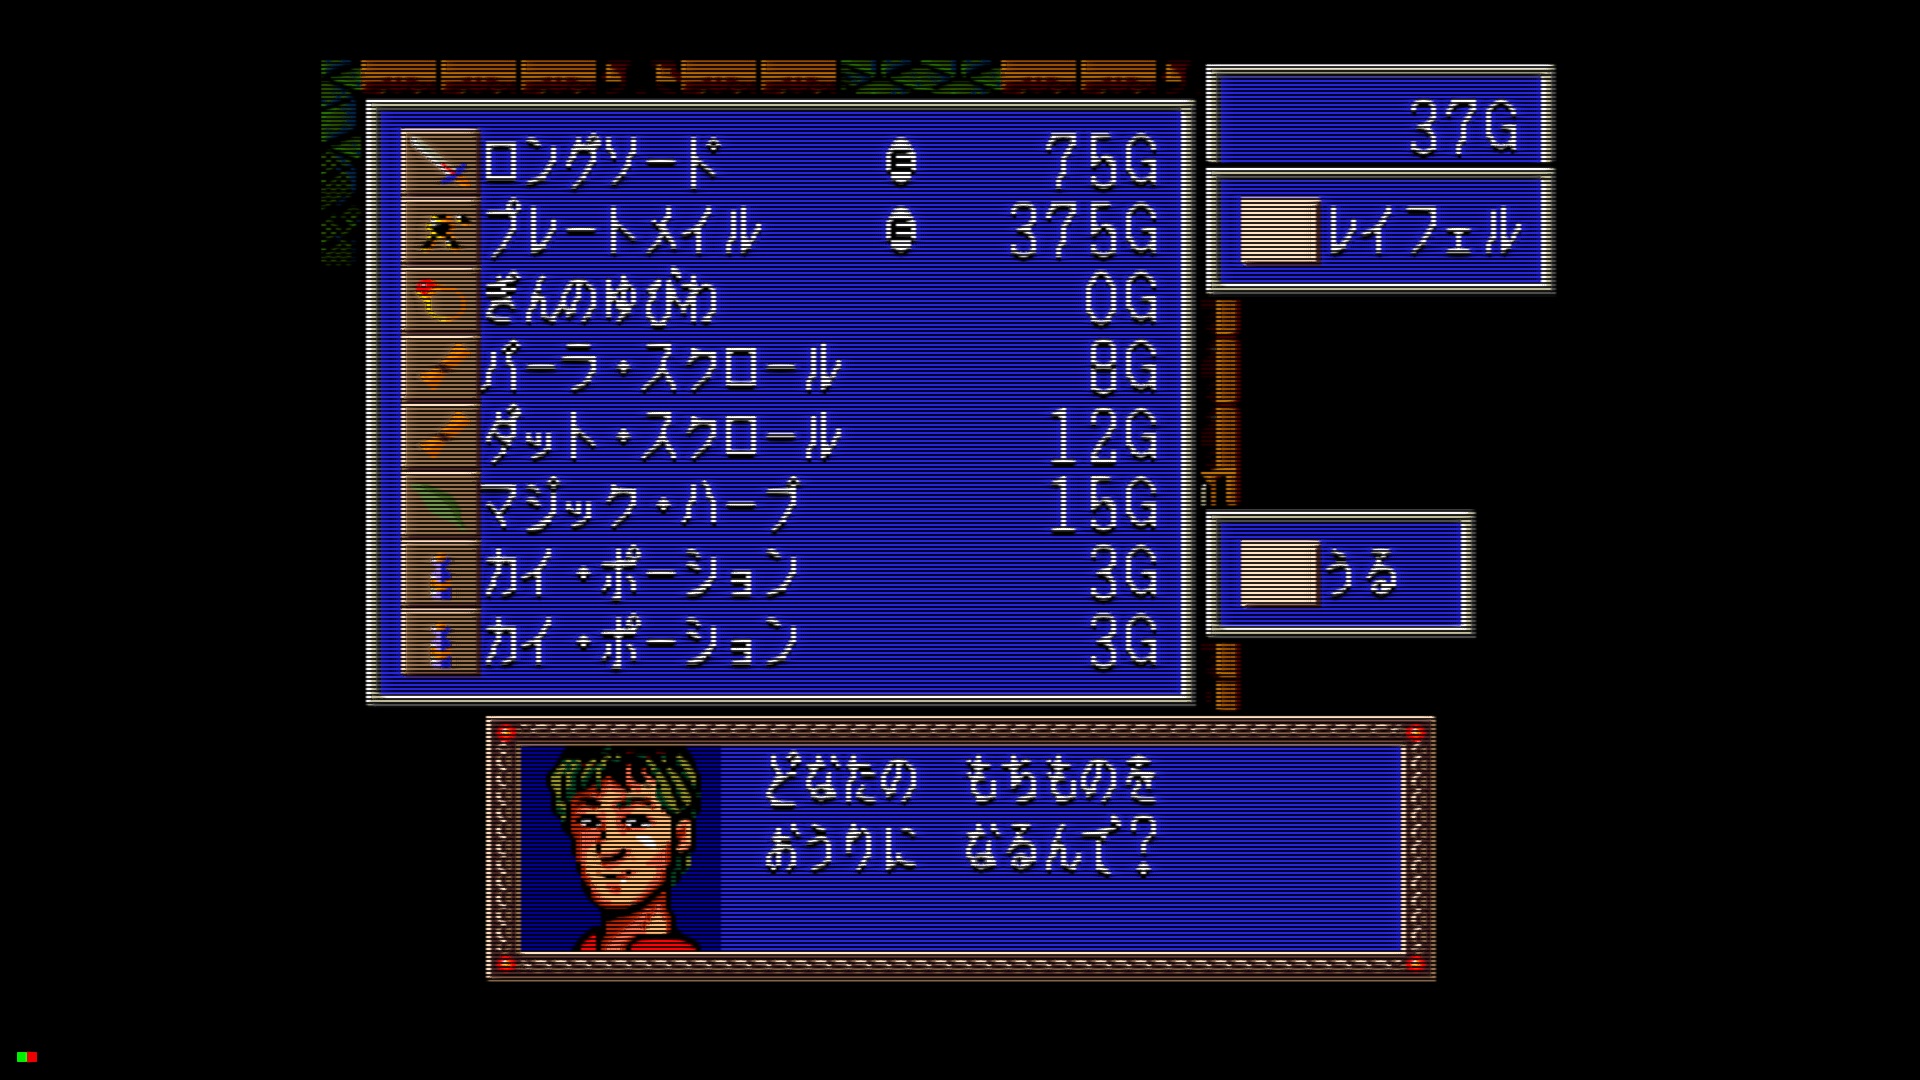 ロングソード E 75G
プレートメイル E 375G
ぎんのゆびわ 0G
パーラ・スクロール 8G
ダット・スクロール 12G
マジック・ハーブ 15G
カイ・ポーション 3G
カイ・ポーション 3G
37G
レイフェル
うる
どなたの もちものを
おうりに なるんで?